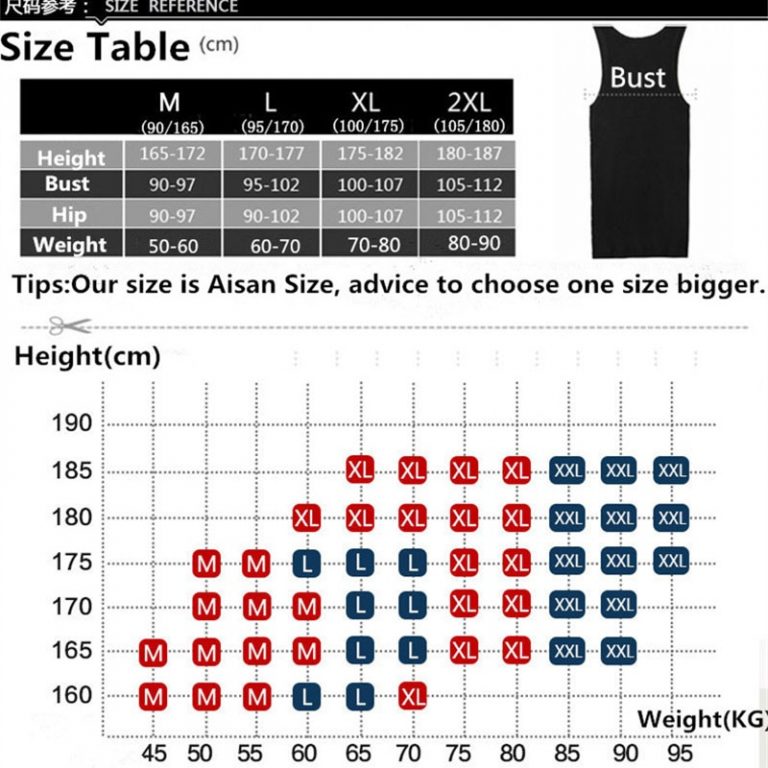 尺码参考： SIZE REFERENCE
Size Table (cm)
Bust
M L XL 2XL
(90/165) (95/170) (100/175) (105/180)
Height 165-172 170-177 175-182 180-187
Bust 90-97 95-102 100-107 105-112
Hip 90-97 90-102 100-107 105-112
Weight 50-60 60-70 70-80 80-90
Tips:Our size is Aisan Size, advice to choose one size bigger.
Height(cm)
190
185 XL XL XL XL XXL XXL XXL
180 XL XL XL XL XL XXL XXL XXL
175 M M L L L XL XL XXL XXL XXL
170 M M M L L XL XL XXL XXL
165 M M M M L L XL XL XXL XXL
160 M M M L L XL
Weight(KG)
45 50 55 60 65 70 75 80 85 90 95